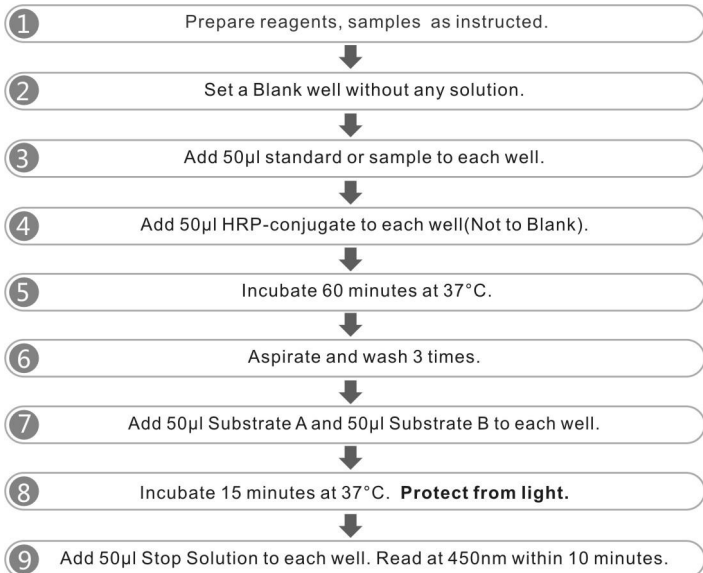 1 Prepare reagents, samples as instructed.
2 Set a Blank well without any solution.
3 Add 50μl standard or sample to each well.
4 Add 50μl HRP-conjugate to each well(Not to Blank).
5 Incubate 60 minutes at 37°C.
6 Aspirate and wash 3 times.
7 Add 50μl Substrate A and 50μl Substrate B to each well.
8 Incubate 15 minutes at 37°C. Protect from light.
9 Add 50μl Stop Solution to each well. Read at 450nm within 10 minutes.